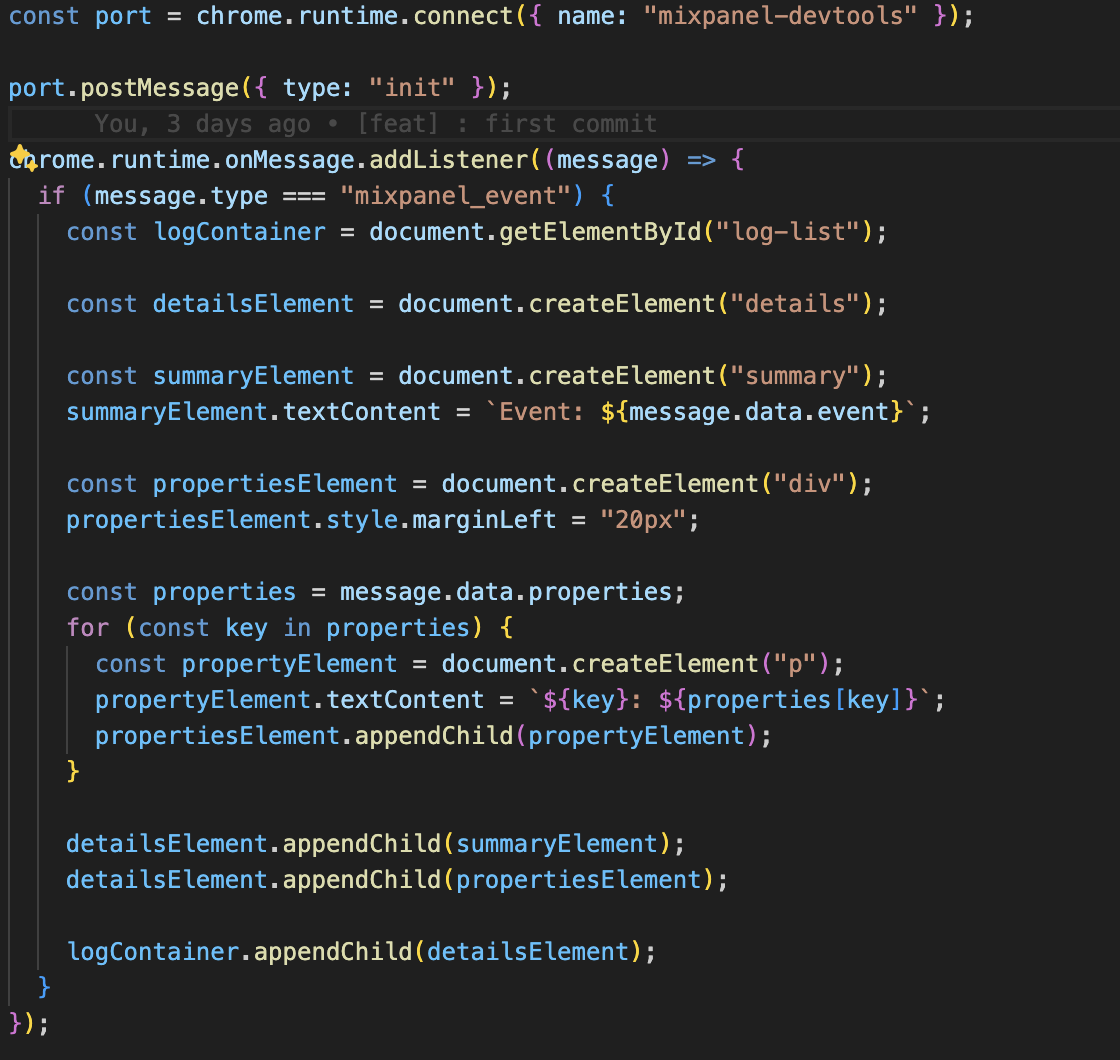 const port = chrome.runtime.connect({ name: "mixpanel-devtools" });
port.postMessage({ type: "init" });
You, 3 days ago • [feat] : first commit
chrome.runtime.onMessage.addListener((message) => {
  if (message.type === "mixpanel_event") {
    const logContainer = document.getElementById("log-list");
    const detailsElement = document.createElement("details");
    const summaryElement = document.createElement("summary");
    summaryElement.textContent = `Event: ${message.data.event}`;
    const propertiesElement = document.createElement("div");
    propertiesElement.style.marginLeft = "20px";
    const properties = message.data.properties;
    for (const key in properties) {
      const propertyElement = document.createElement("p");
      propertyElement.textContent = `${key}: ${properties[key]}`;
      propertiesElement.appendChild(propertyElement);
    }
    detailsElement.appendChild(summaryElement);
    detailsElement.appendChild(propertiesElement);
    logContainer.appendChild(detailsElement);
  }
});